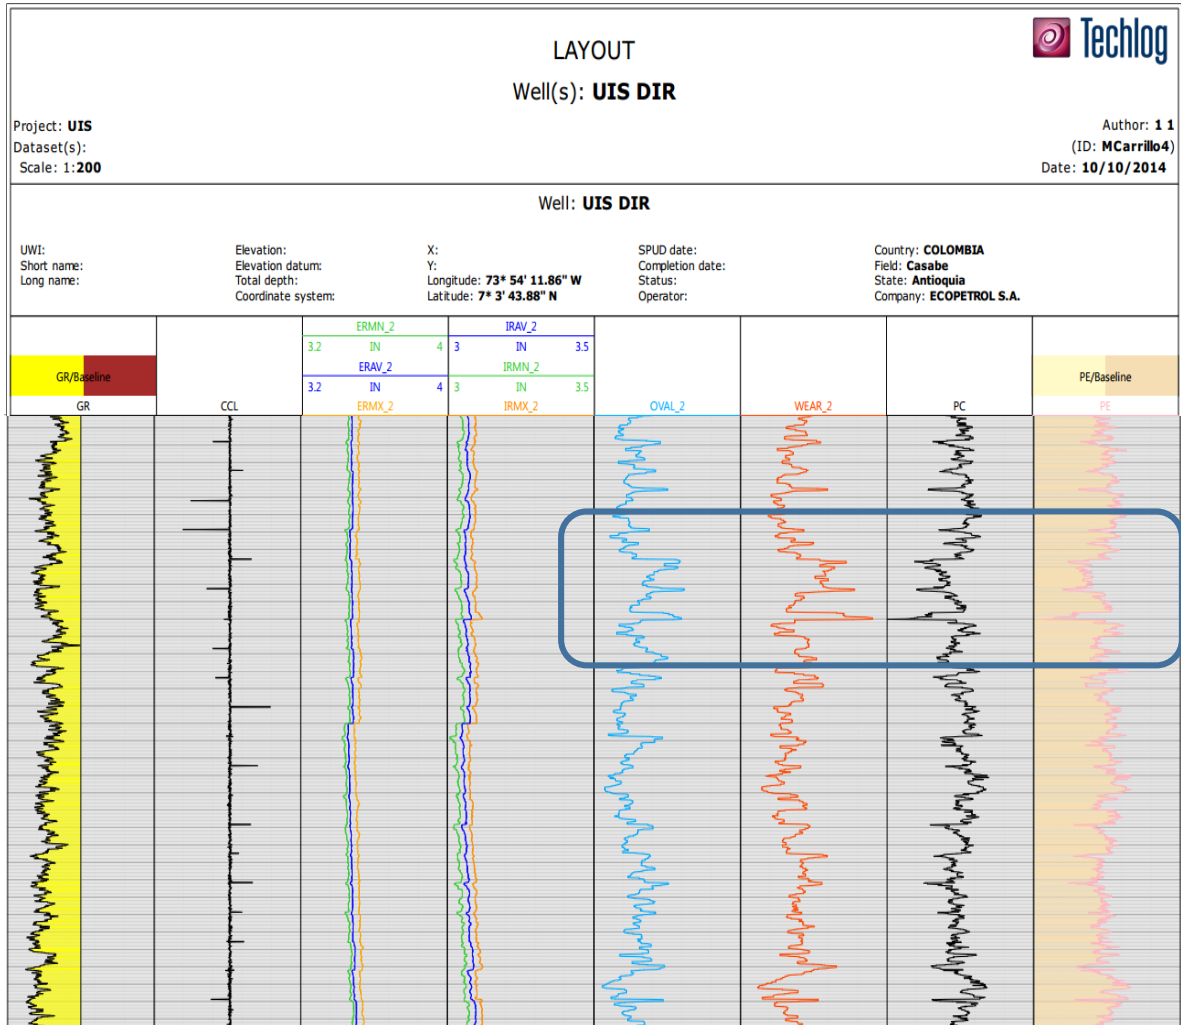 Techlog
LAYOUT
Well(s): UIS DIR
Project: UIS
Dataset(s):
Scale: 1:200
Author: 1 1
(ID: MCarrillo4)
Date: 10/10/2014
Well: UIS DIR
UWI:
Short name:
Long name:
Elevation:
Elevation datum:
Total depth:
Coordinate system:
X:
Y:
Longitude: 73* 54' 11.86" W
Latitude: 7* 3' 43.88" N
SPUD date:
Completion date:
Status:
Operator:
Country: COLOMBIA
Field: Casabe
State: Antioquia
Company: ECOPETROL S.A.
GR/Baseline
GR
CCL
ERMN_2
3.2 IN 4
ERAV_2
3.2 IN 4
ERMX_2
IRAV_2
3 IN 3.5
IRMN_2
3 IN 3.5
IRMX_2
OVAL_2
WEAR_2
PC
PE/Baseline
PE